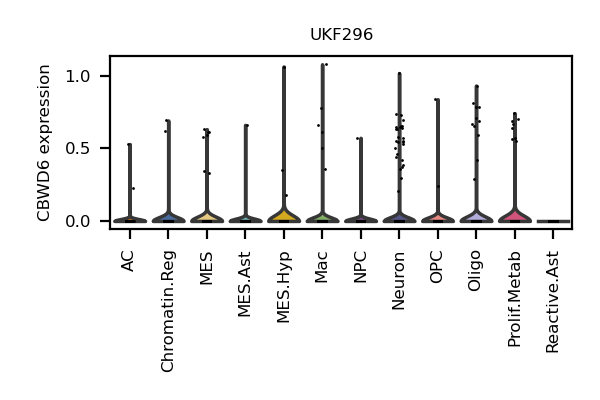 UKF296
CBWD6 expression
1.0
0.5
0.0
AC
Chromatin.Reg
MES
MES.Ast
MES.Hyp
Mac
NPC
Neuron
OPC
Oligo
Prolif.Metab
Reactive.Ast